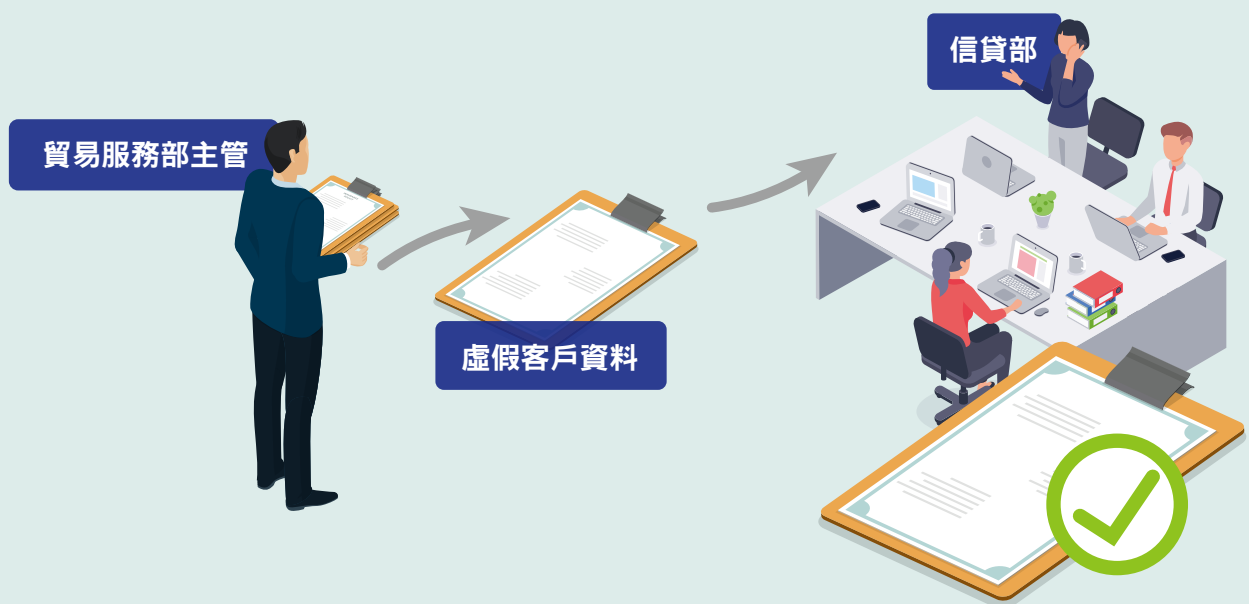 貿易服務部主管
虛假客戶資料
信貸部